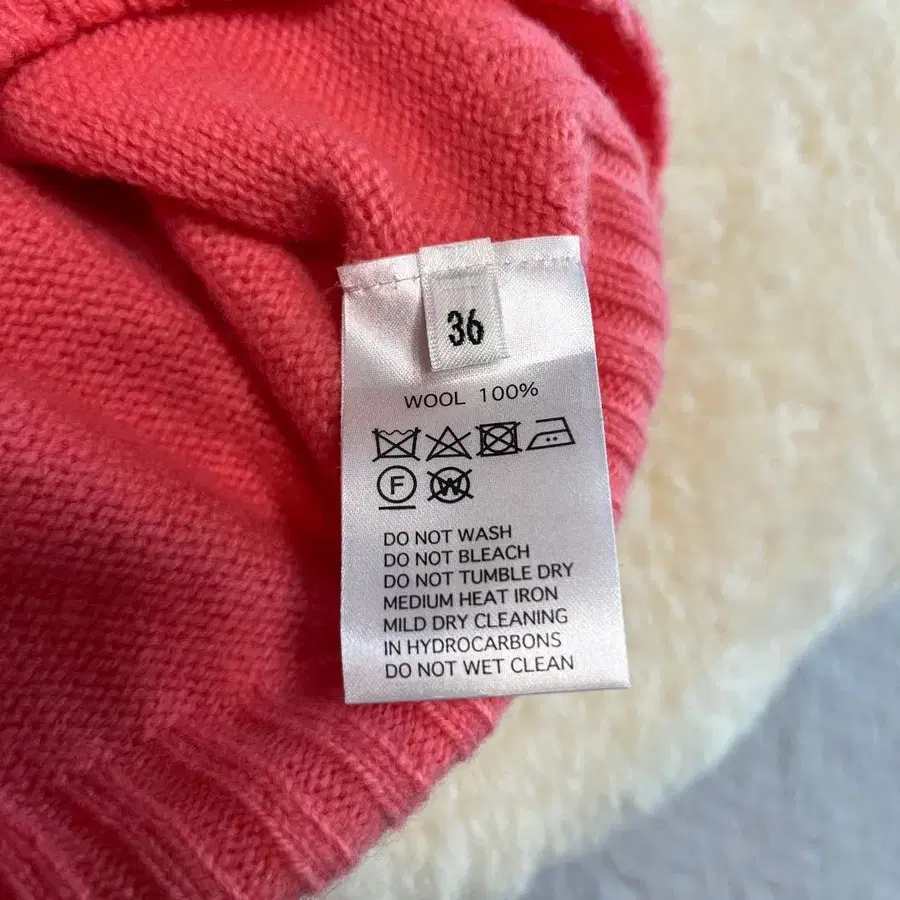 36
WOOL 100%
F
W
DO NOT WASH
DO NOT BLEACH
DO NOT TUMBLE DRY
MEDIUM HEAT IRON
MILD DRY CLEANING
IN HYDROCARBONS
DO NOT WET CLEAN